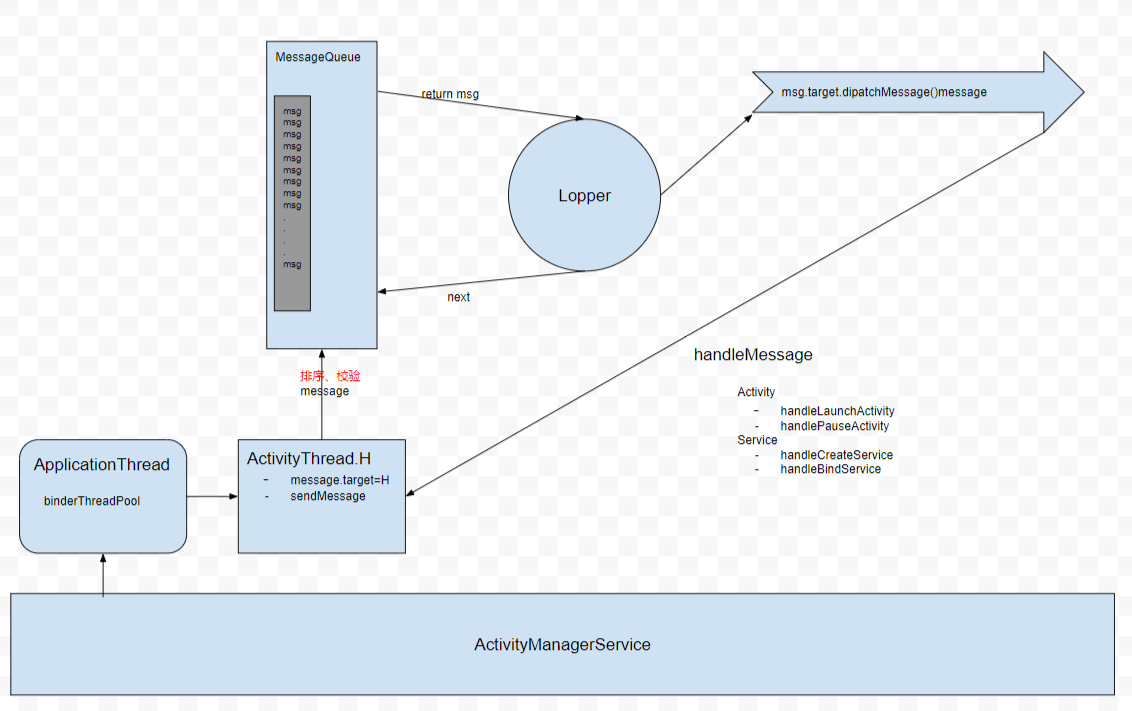 MessageQueue
msg
msg
msg
msg
msg
msg
msg
msg
msg
.
.
.
.
msg
return msg
Lopper
next
msg.target.dipatchMessage()message
排序、校验
message
handleMessage
Activity
- handleLaunchActivity
- handlePauseActivity
Service
- handleCreateService
- handleBindService
ApplicationThread
binderThreadPool
ActivityThread.H
- message.target=H
- sendMessage
ActivityManagerService